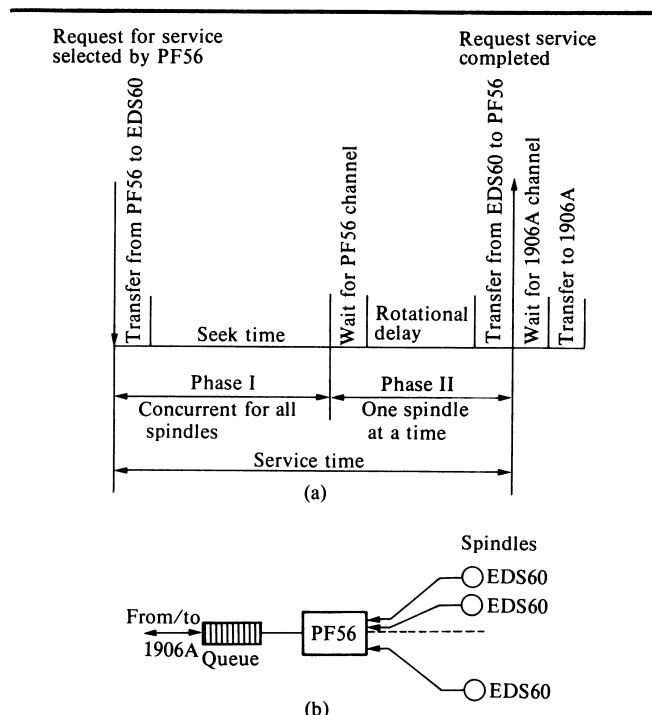 Request for service
selected by PF56
Request service
completed
Transfer from PF56 to EDS60
Seek time
Wait for PF56 channel
Rotational
delay
Transfer from EDS60 to PF56
Wait for 1906A channel
Transfer to 1906A
Phase I
Concurrent for all
spindles
Phase II
One spindle
at a time
Service time
(a)
Spindles
EDS60
EDS60
From/to
1906A
Queue
PF56
EDS60
(b)